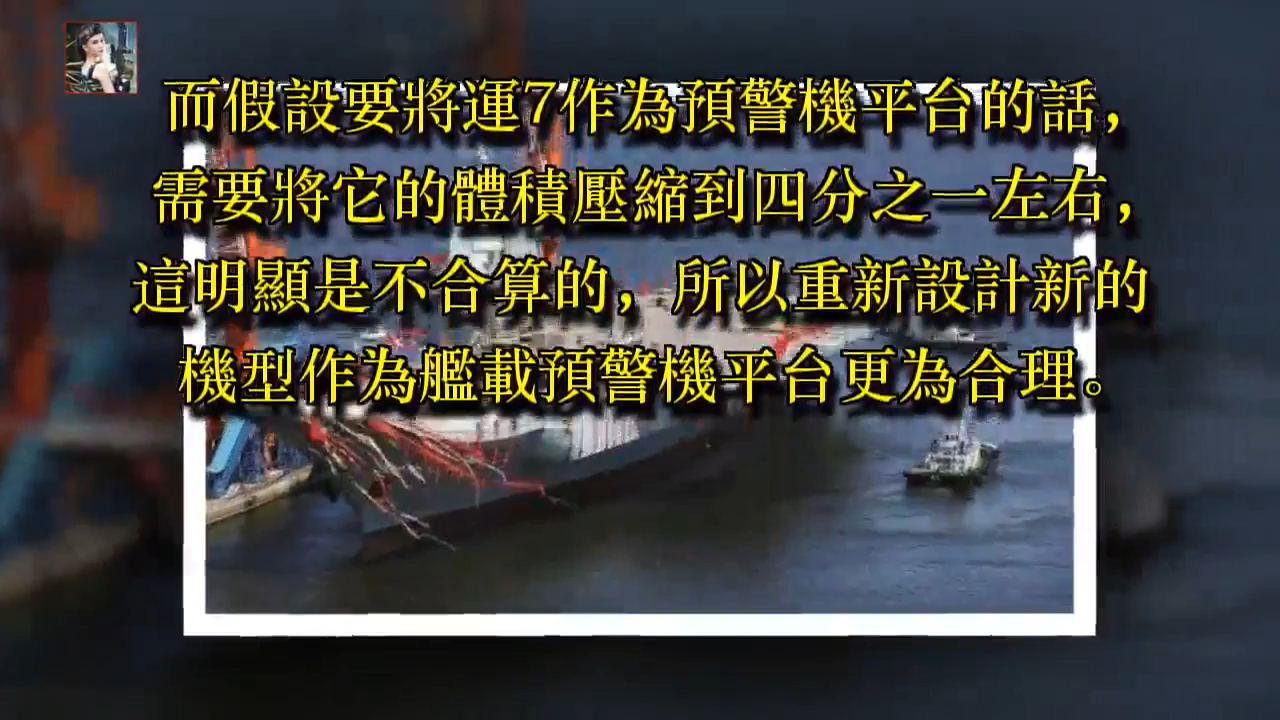 而假設要將運7作為預警機平台的話，
需要將它的體積壓縮到四分之一左右，
這明顯是不合算的，所以重新設計新的
機型作為艦載預警機平台更為合理。